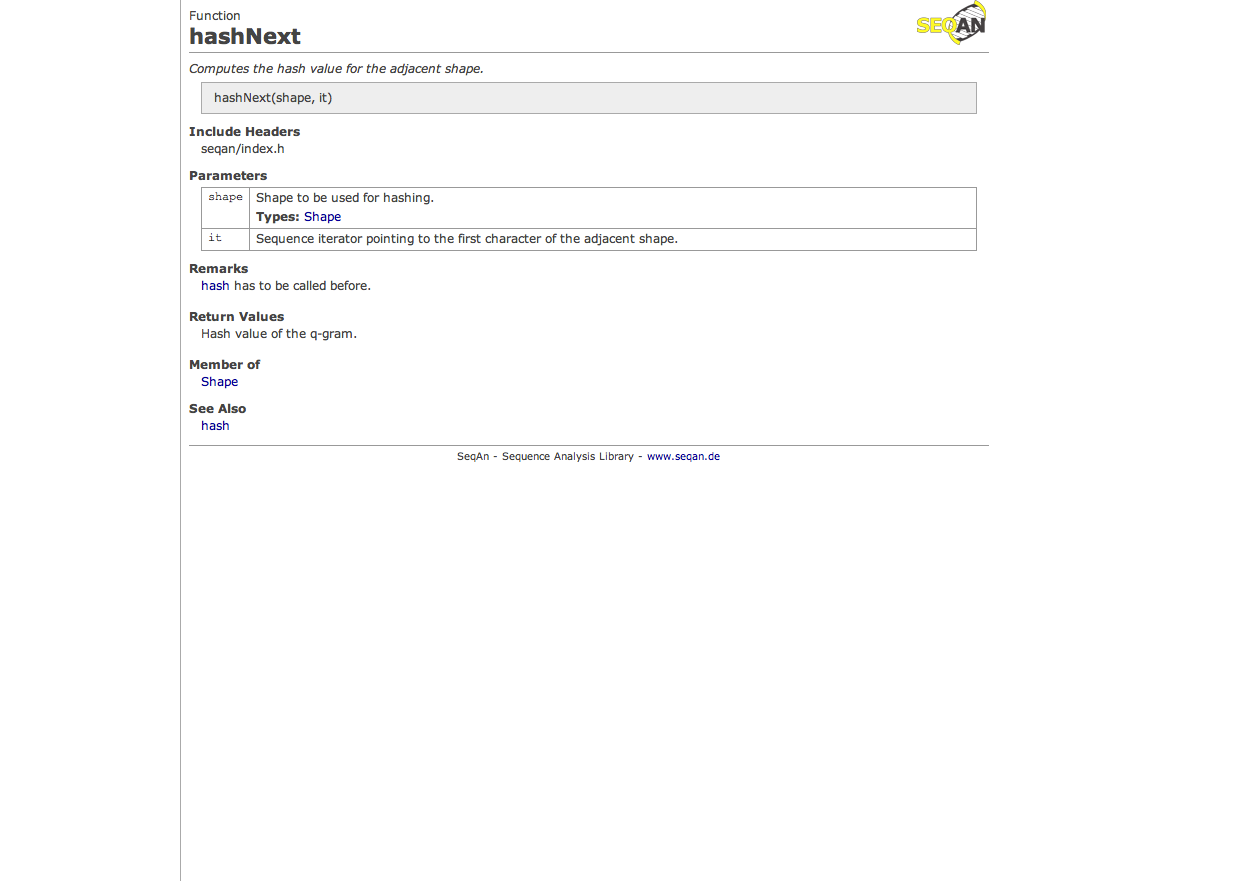 Function
SEQAN
hashNext
Computes the hash value for the adjacent shape.
hashNext(shape, it)
Include Headers
seqan/index.h
Parameters
shape Shape to be used for hashing.
Types: Shape
it Sequence iterator pointing to the first character of the adjacent shape.
Remarks
hash has to be called before.
Return Values
Hash value of the q-gram.
Member of
Shape
See Also
hash
SeqAn - Sequence Analysis Library - www.seqan.de